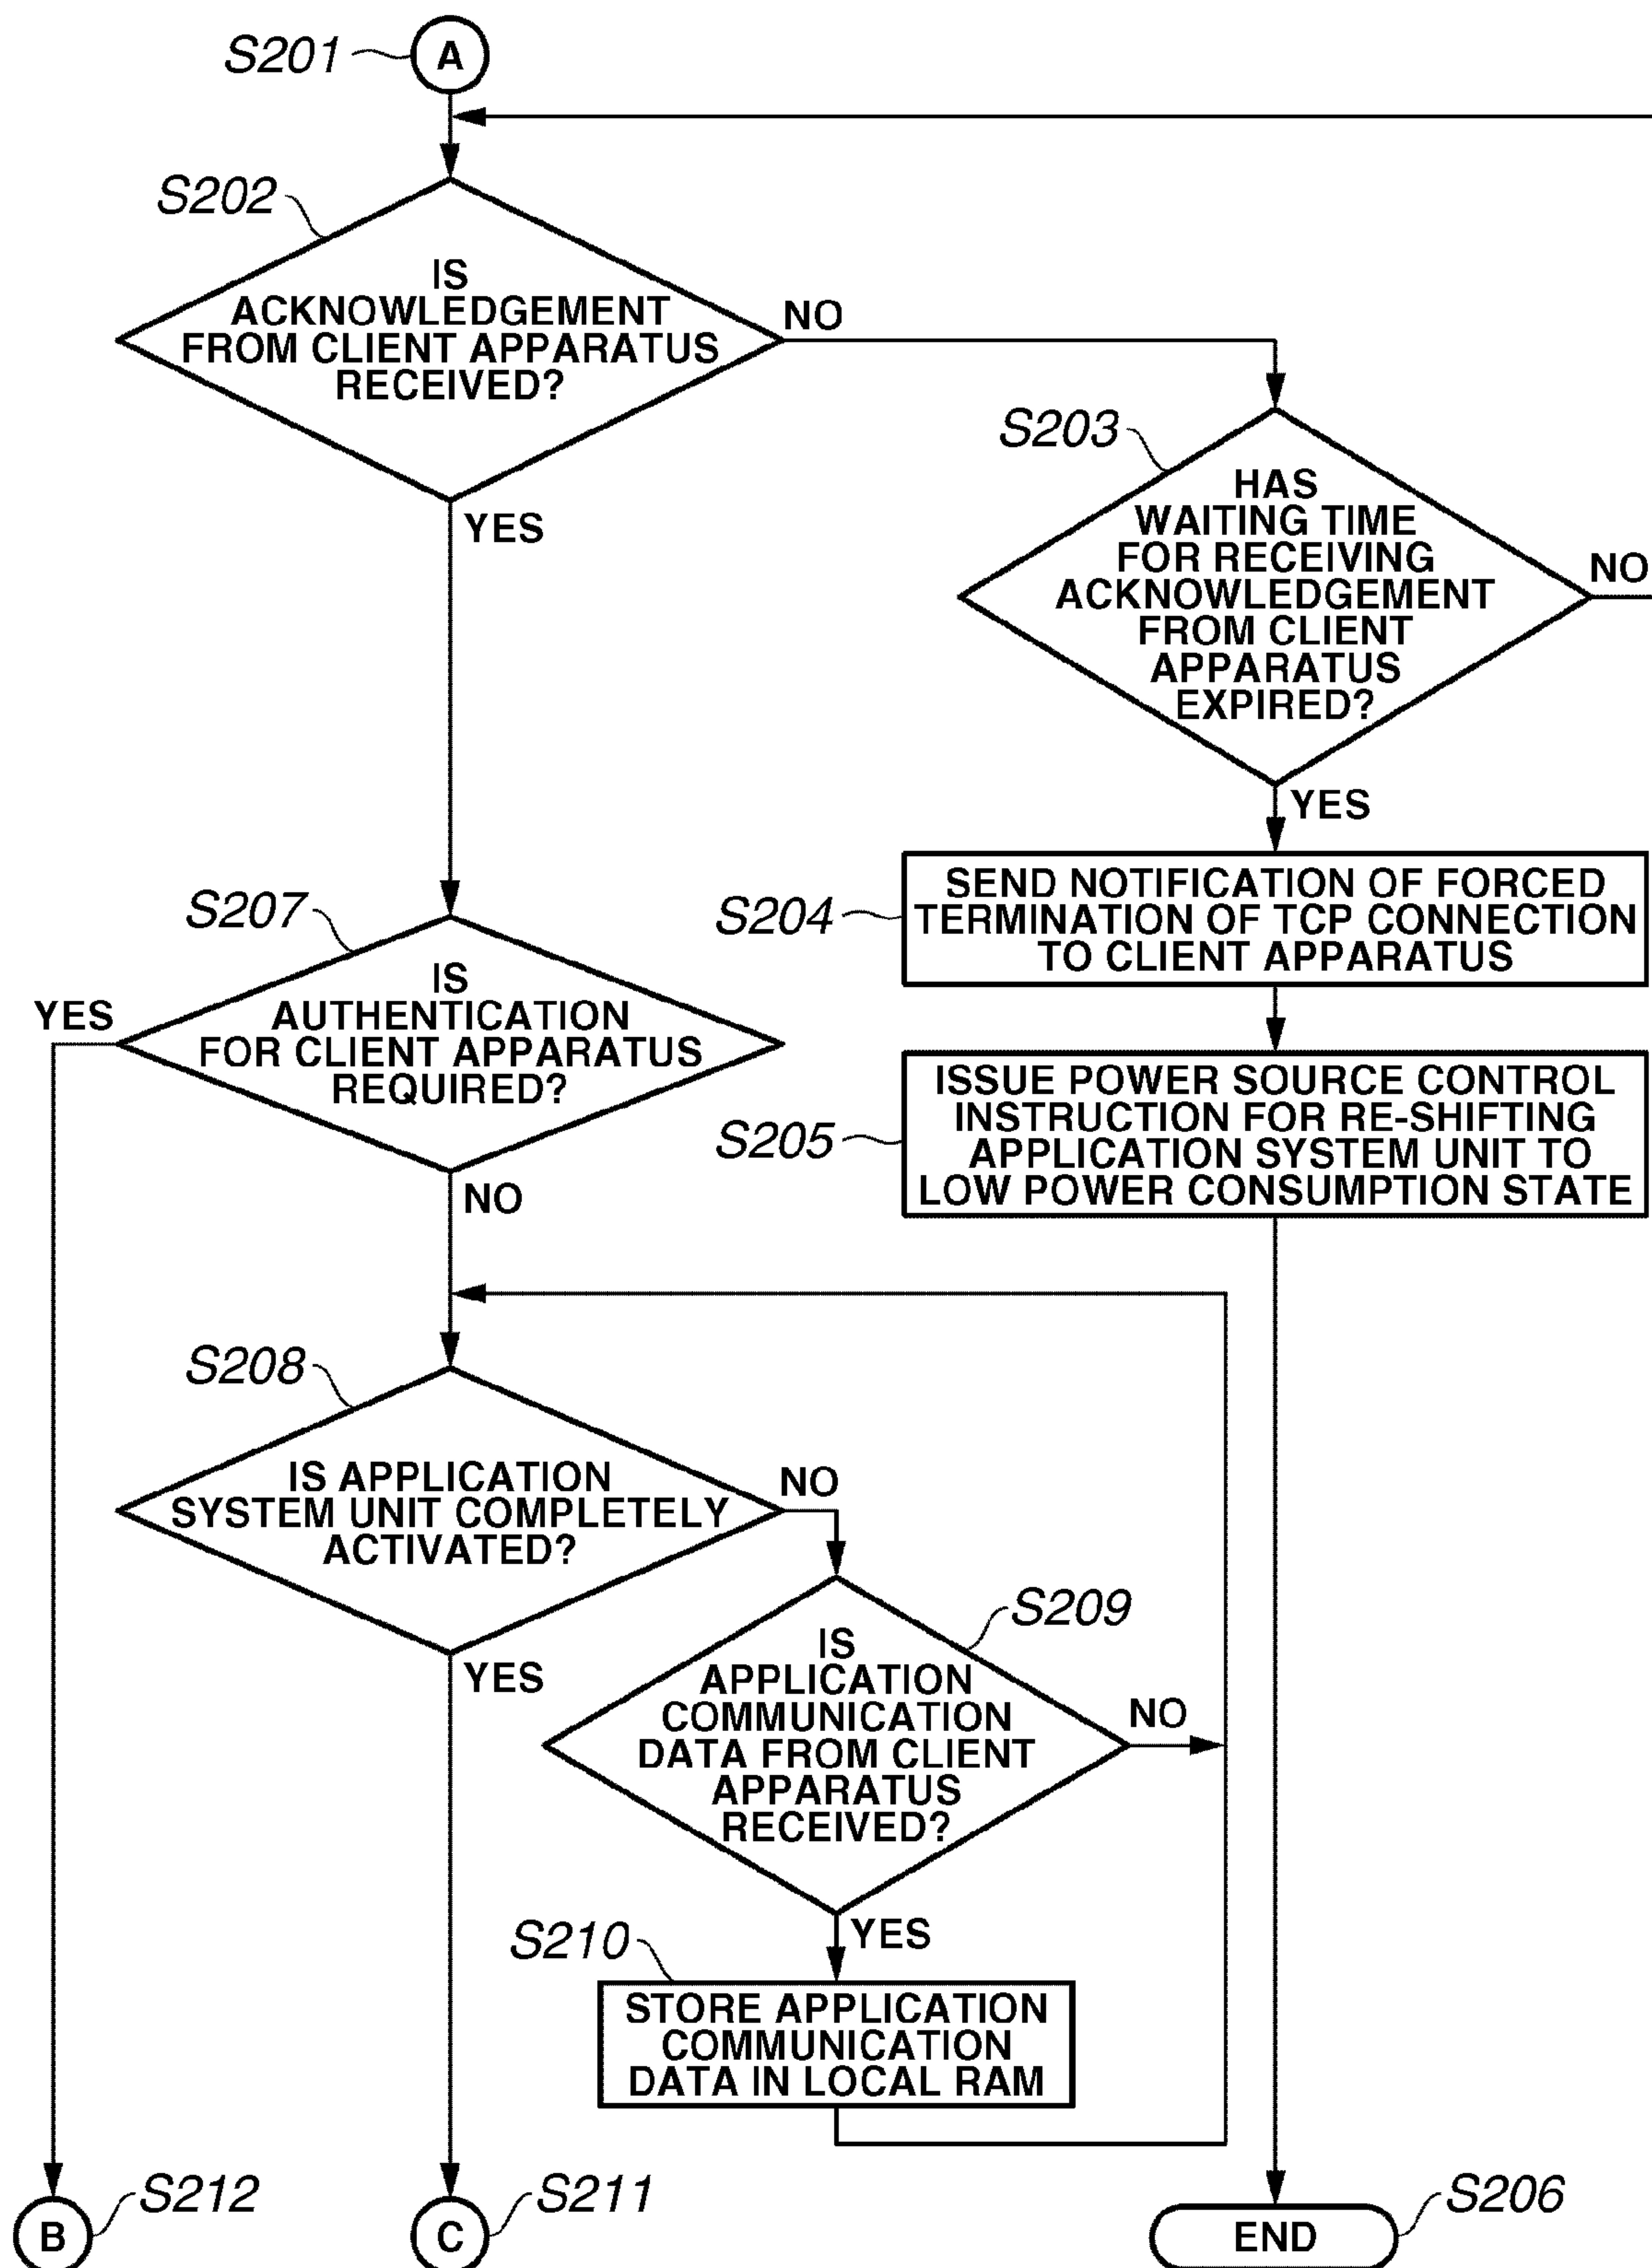 S201
A
S202
IS
ACKNOWLEDGEMENT
FROM CLIENT APPARATUS
RECEIVED?
NO
YES
S203
HAS
WAITING TIME
FOR RECEIVING
ACKNOWLEDGEMENT
FROM CLIENT
APPARATUS
EXPIRED?
NO
YES
S204
SEND NOTIFICATION OF FORCED
TERMINATION OF TCP CONNECTION
TO CLIENT APPARATUS
S205
ISSUE POWER SOURCE CONTROL
INSTRUCTION FOR RE-SHIFTING
APPLICATION SYSTEM UNIT TO
LOW POWER CONSUMPTION STATE
S207
IS
AUTHENTICATION
FOR CLIENT APPARATUS
REQUIRED?
YES
NO
S208
IS APPLICATION
SYSTEM UNIT COMPLETELY
ACTIVATED?
NO
YES
S209
IS
APPLICATION
COMMUNICATION
DATA FROM CLIENT
APPARATUS
RECEIVED?
NO
YES
S210
STORE APPLICATION
COMMUNICATION
DATA IN LOCAL RAM
S212
B
S211
C
S206
END